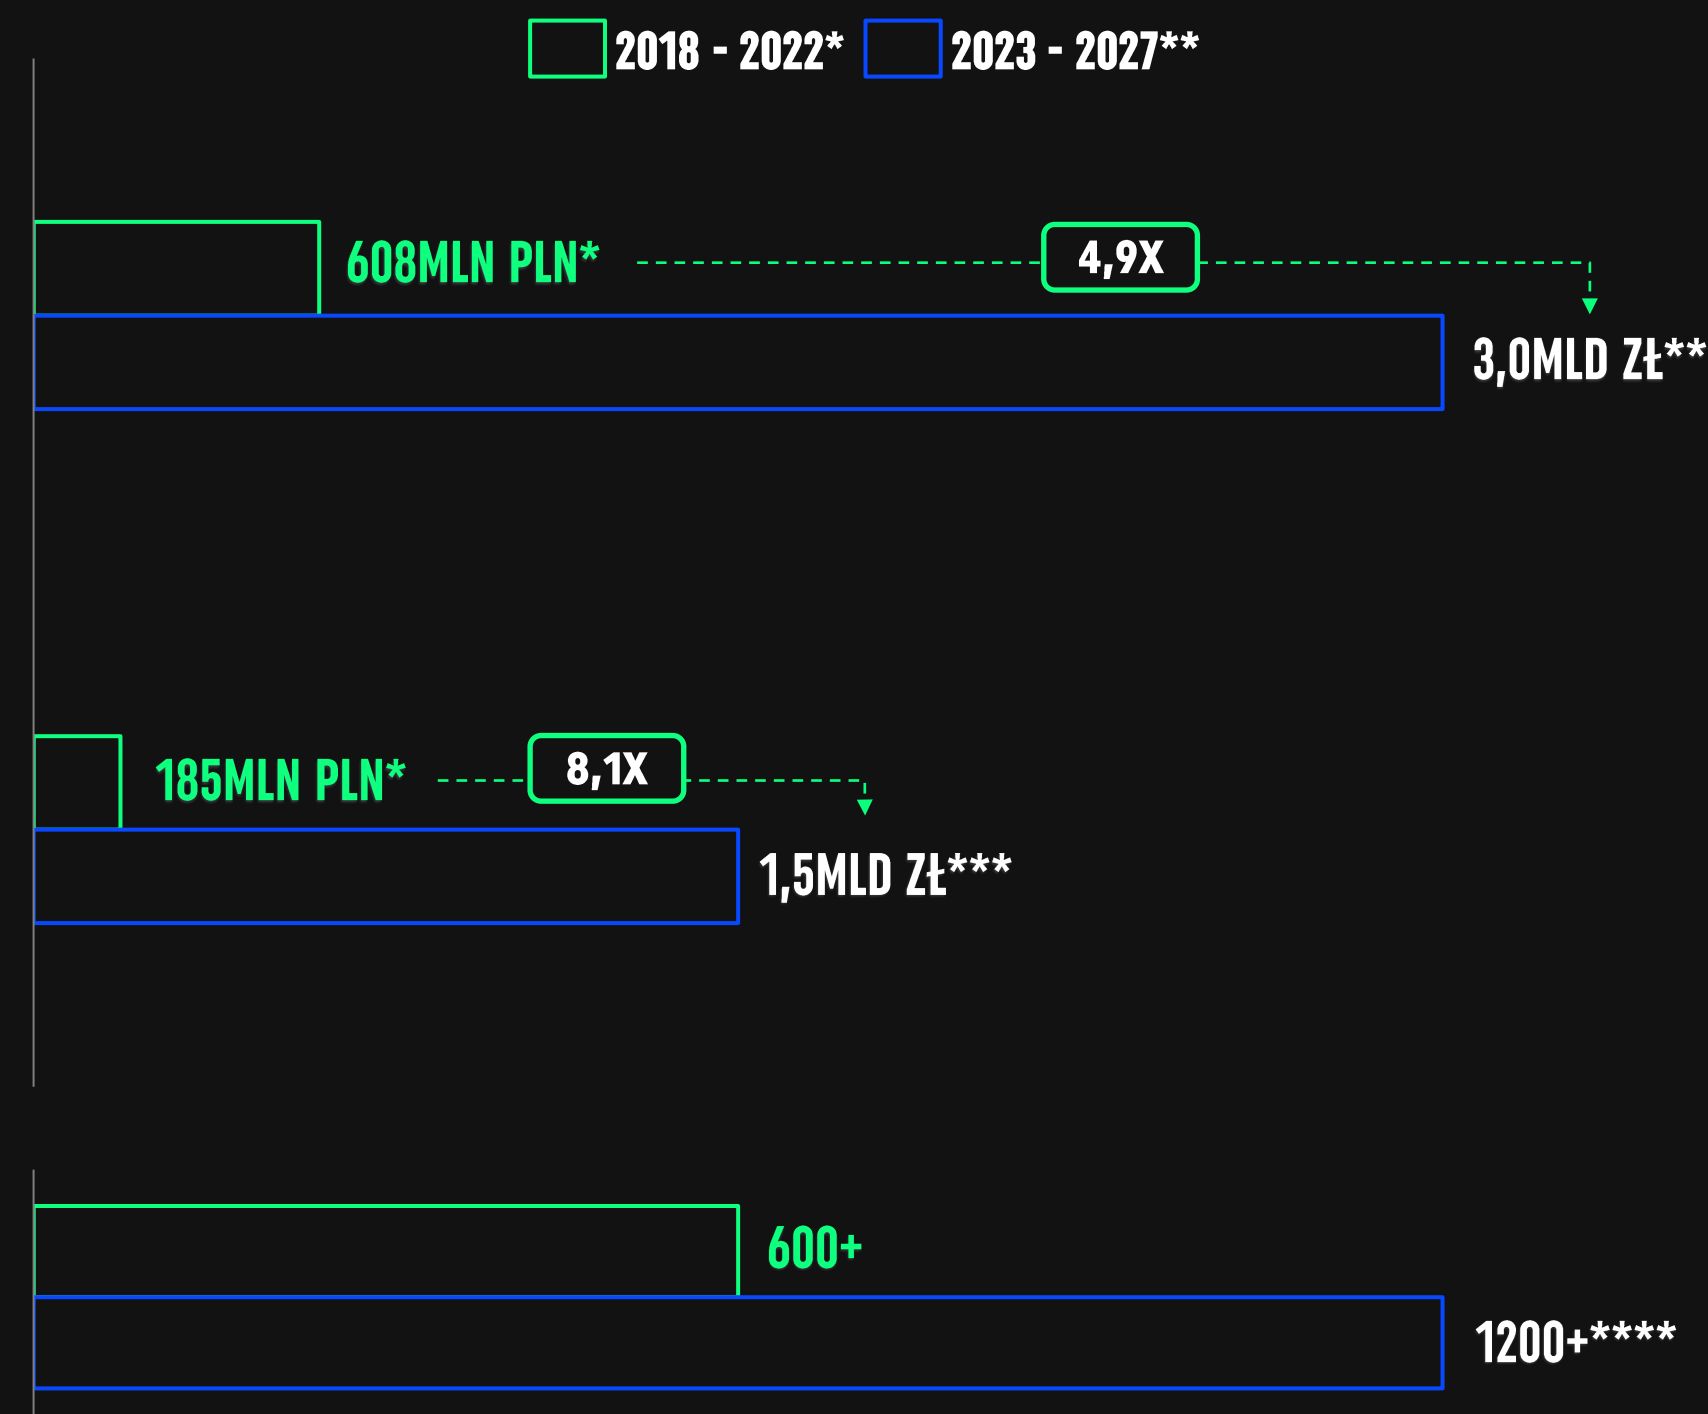 2018 - 2022* 2023 - 2027**
608MLN PLN* 4,9X
3,0MLD ZŁ**
185MLN PLN* 8,1X
1,5MLD ZŁ***
600+
1200+****